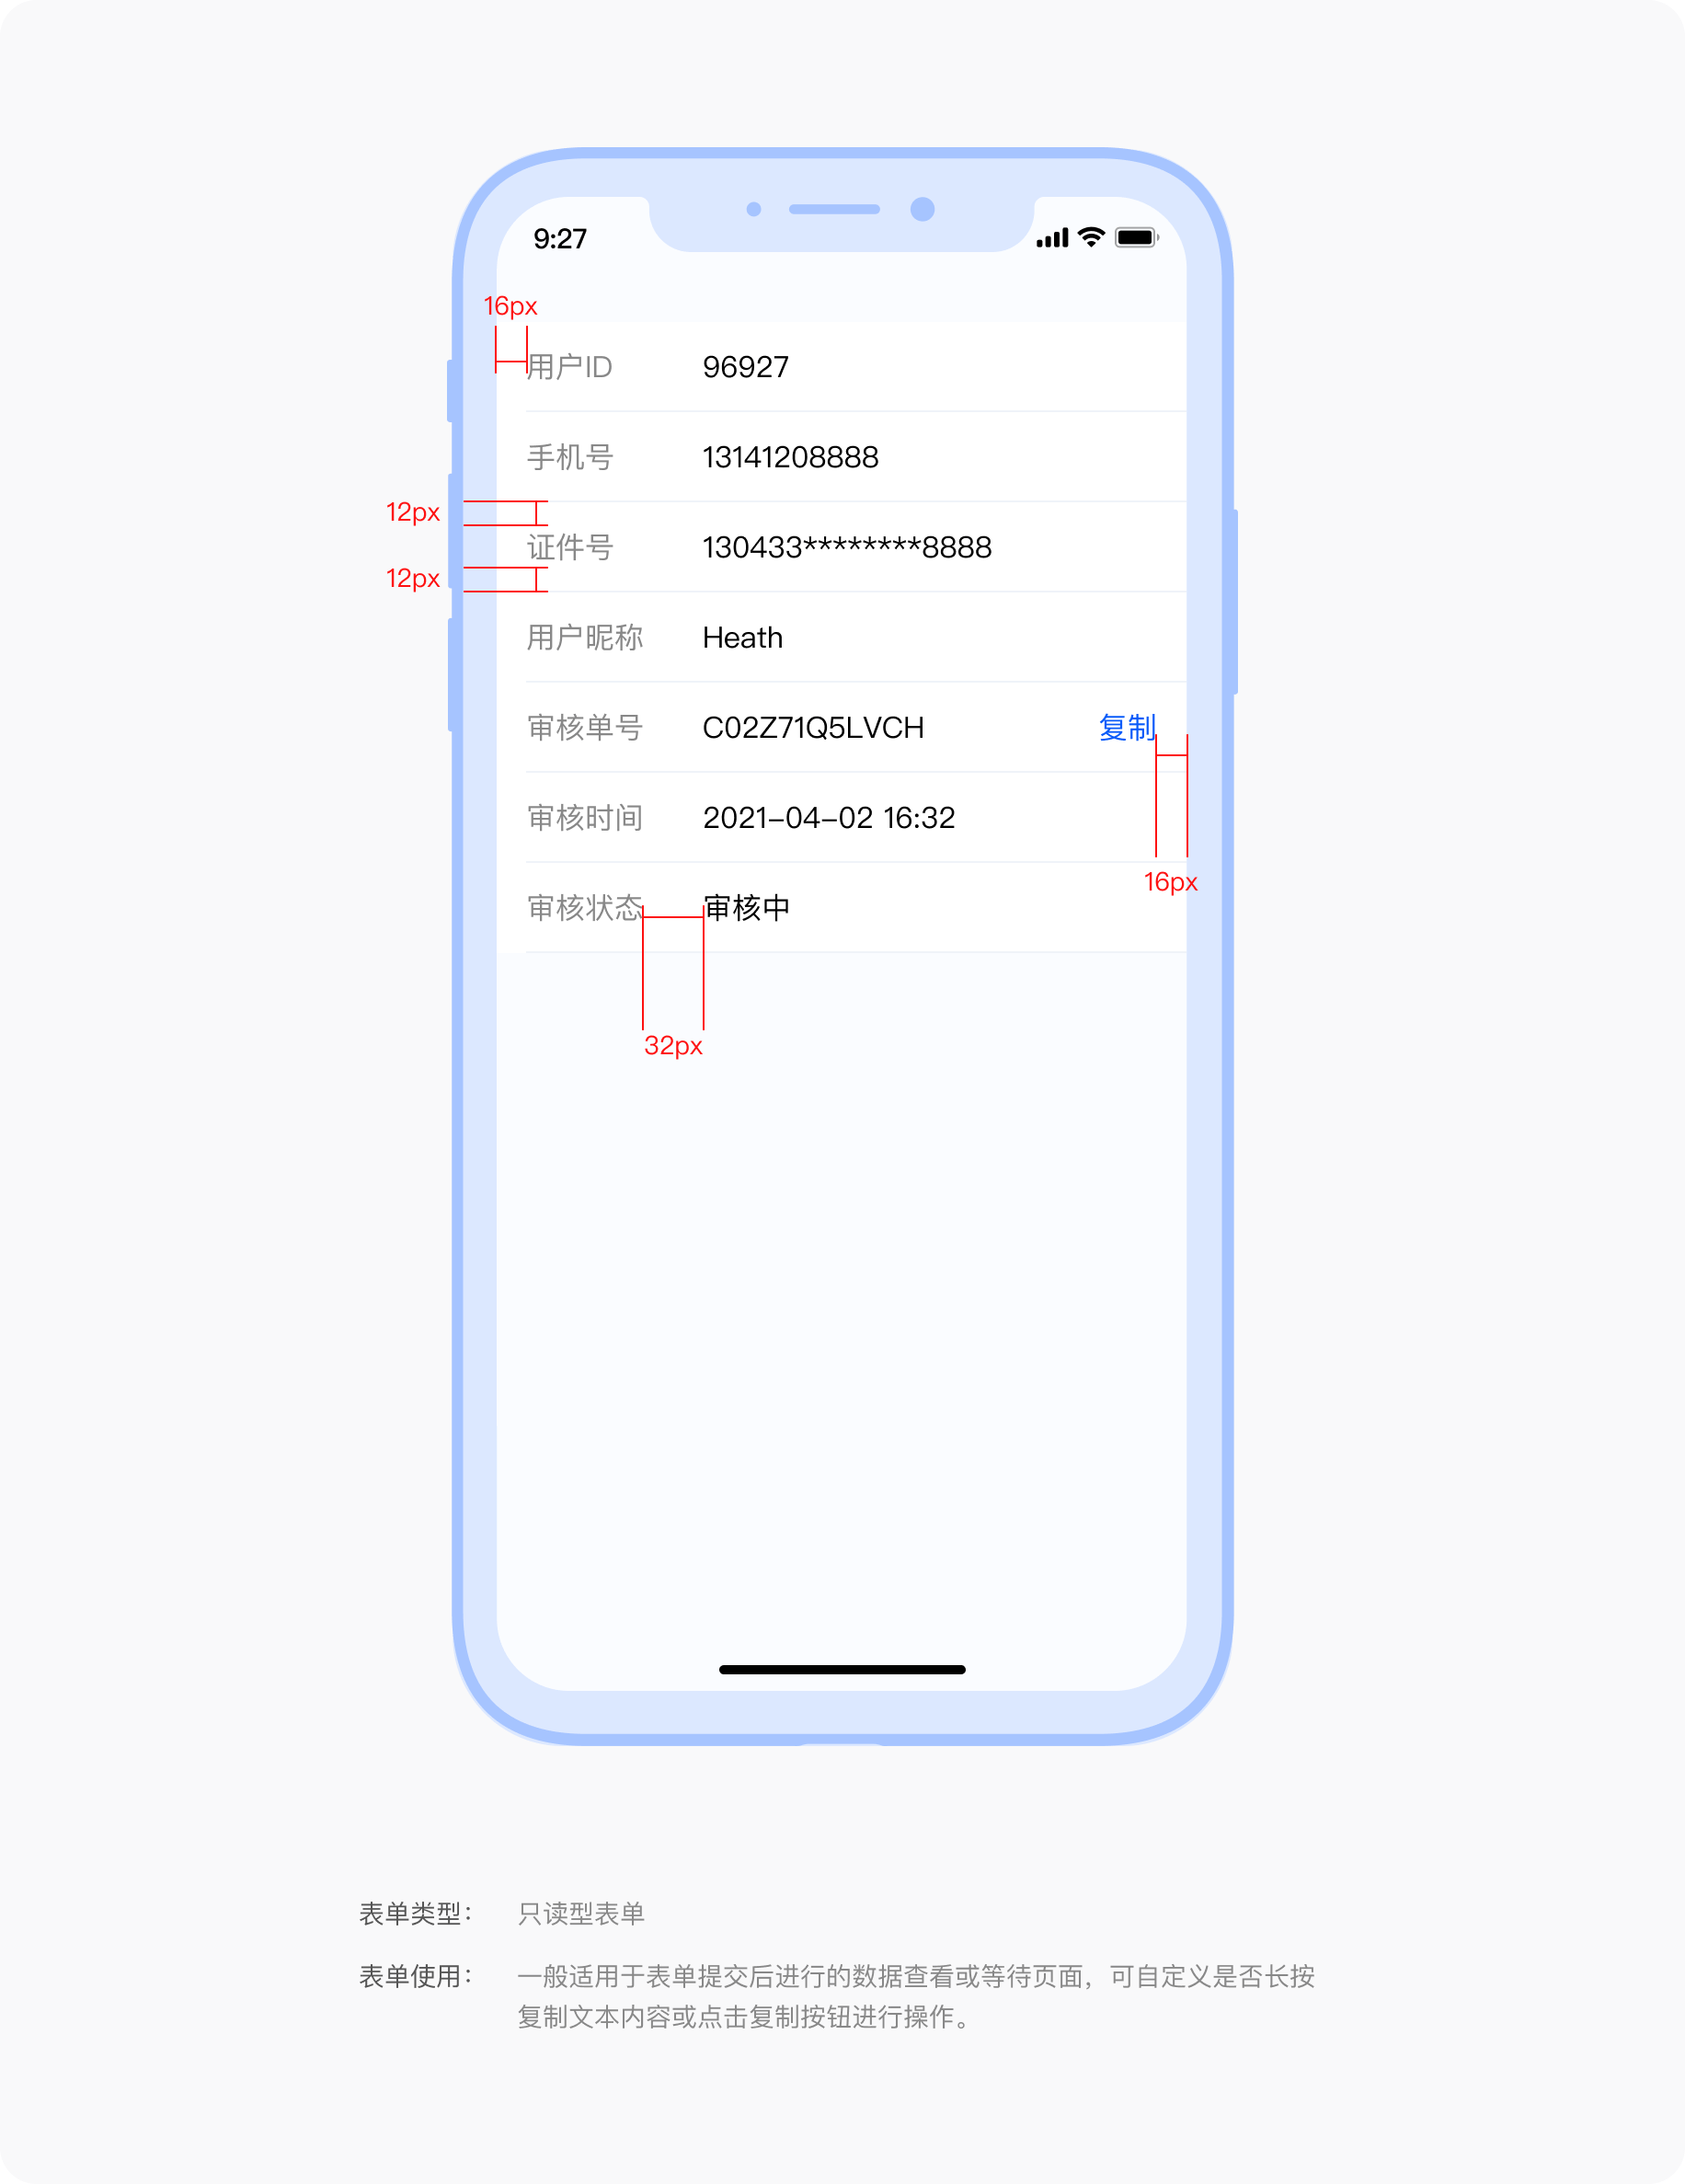 9:27
16px
用户ID 96927
手机号 13141208888
12px
证件号 130433********8888
12px
用户昵称 Heath
审核单号 C02Z71Q5LVCH 复制
审核时间 2021-04-02 16:32
16px
审核状态 审核中
32px
表单类型： 只读型表单
表单使用： 一般适用于表单提交后进行的数据查看或等待页面，可自定义是否长按
复制文本内容或点击复制按钮进行操作。